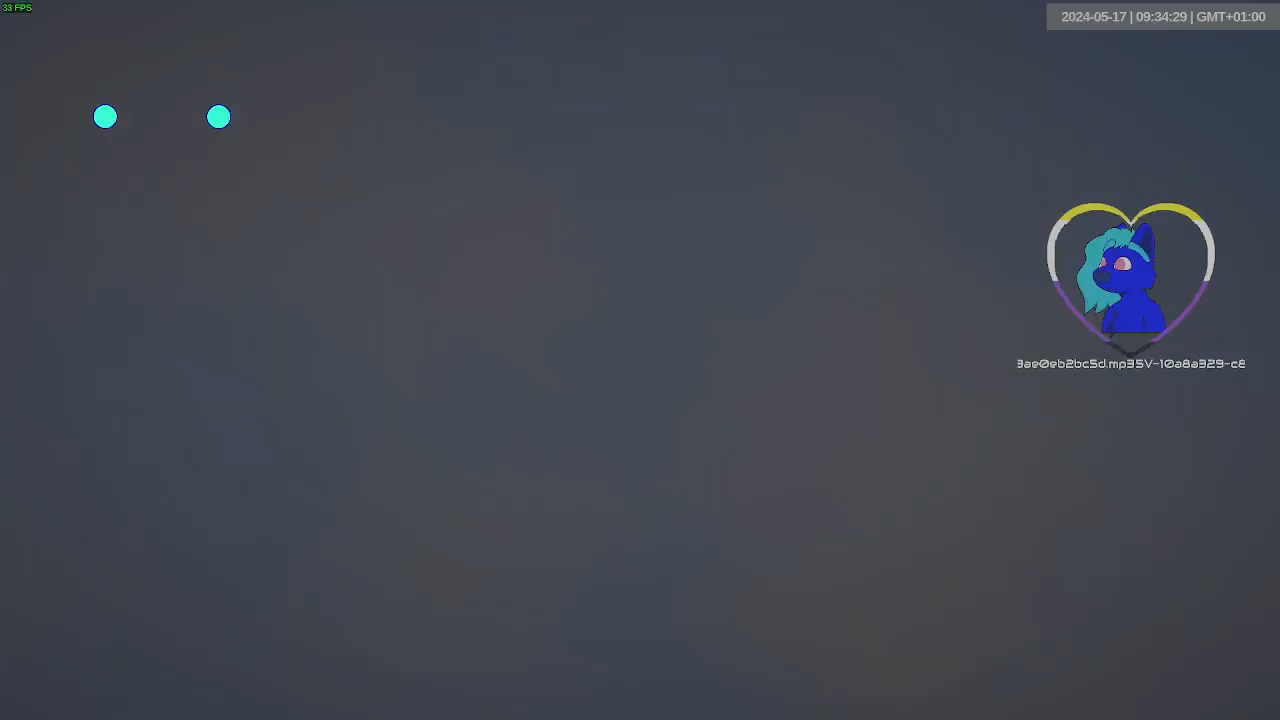 33 FPS
2024-05-17 | 09:34:29 | GMT+01:00
3ae0eb2bc5d.mp35V-10a8a329-c8